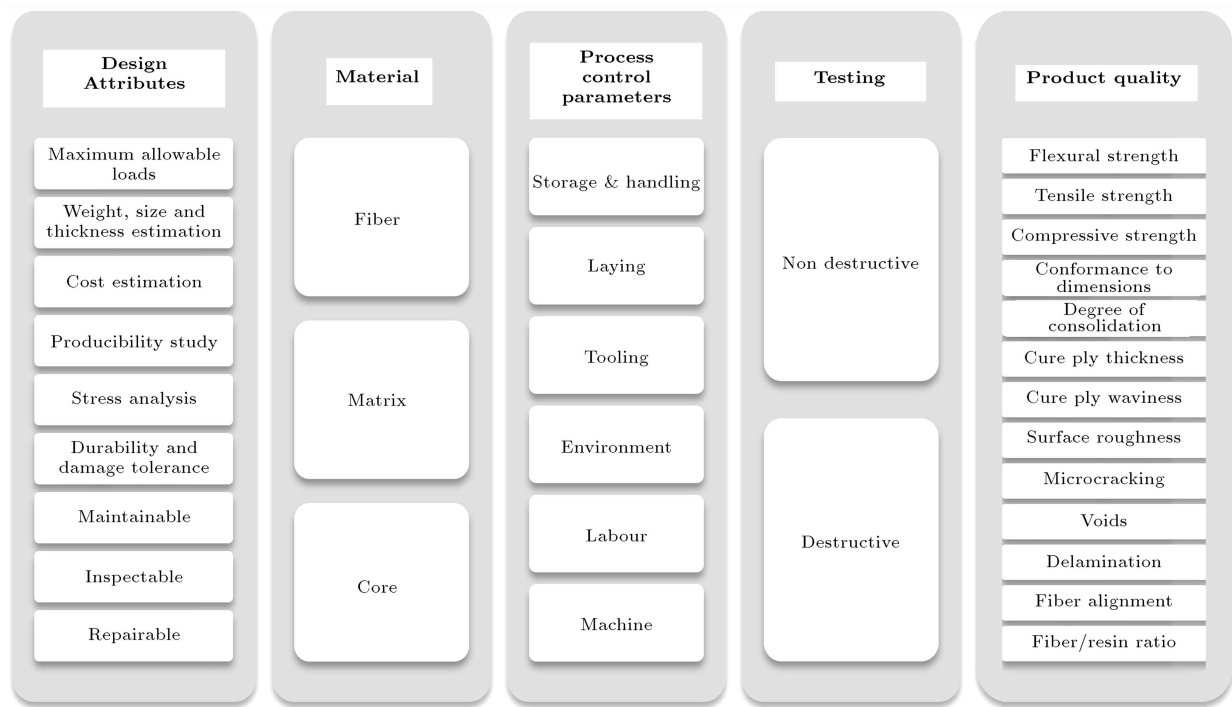 Design
Attributes
Maximum allowable
loads
Weight, size and
thickness estimation
Cost estimation
Producibility study
Stress analysis
Durability and
damage tolerance
Maintainable
Inspectable
Repairable
Material
Fiber
Matrix
Core
Process
control
parameters
Storage & handling
Laying
Tooling
Environment
Labour
Machine
Testing
Non destructive
Destructive
Product quality
Flexural strength
Tensile strength
Compressive strength
Conformance to
dimensions
Degree of
consolidation
Cure ply thickness
Cure ply waviness
Surface roughness
Microcracking
Voids
Delamination
Fiber alignment
Fiber/resin ratio